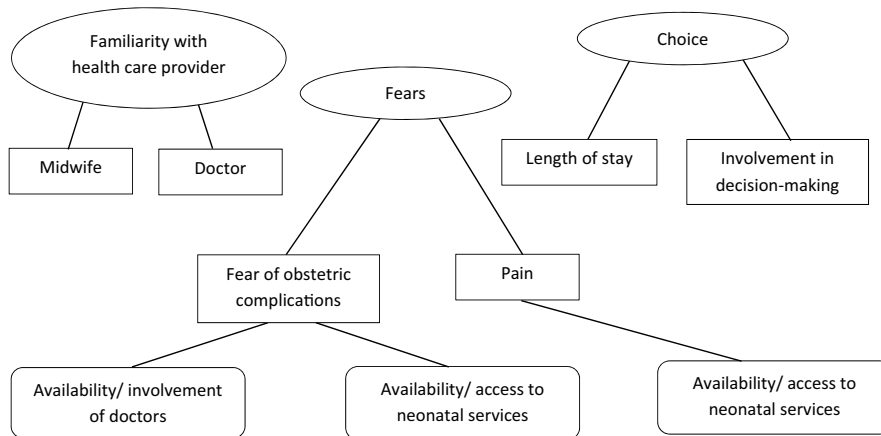 Familiarity with
health care provider
Choice
Fears
Midwife
Doctor
Length of stay
Involvement in
decision-making
Fear of obstetric
complications
Pain
Availability/ involvement
of doctors
Availability/ access to
neonatal services
Availability/ access to
neonatal services